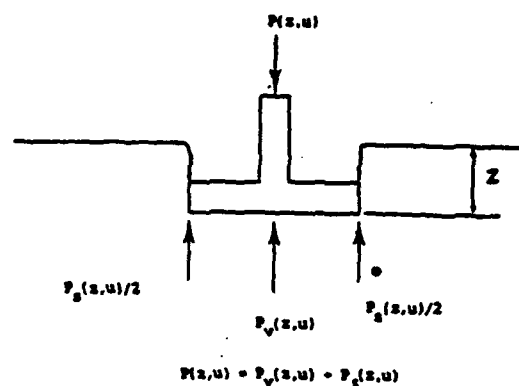 P(z,u)
Z
P_s(z,u)/2
P_v(z,u)
P_s(z,u)/2
P(z,u) = P_v(z,u) + P_s(z,u)